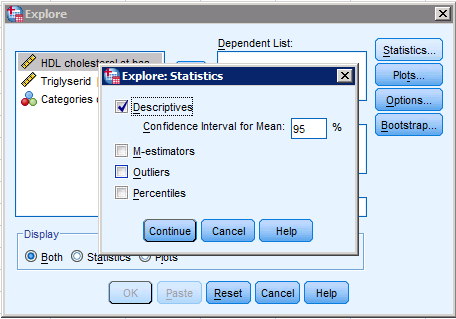 Explore
Dependent List:
HDL cholesterol at
Triglyserid
Categories
Statistics...
Plots...
Options...
Bootstrap...
Explore: Statistics
Descriptives
Confidence Interval for Mean: 95 %
M-estimators
Outliers
Percentiles
Continue Cancel Help
Display
Both Statistics Plots
OK Paste Reset Cancel Help